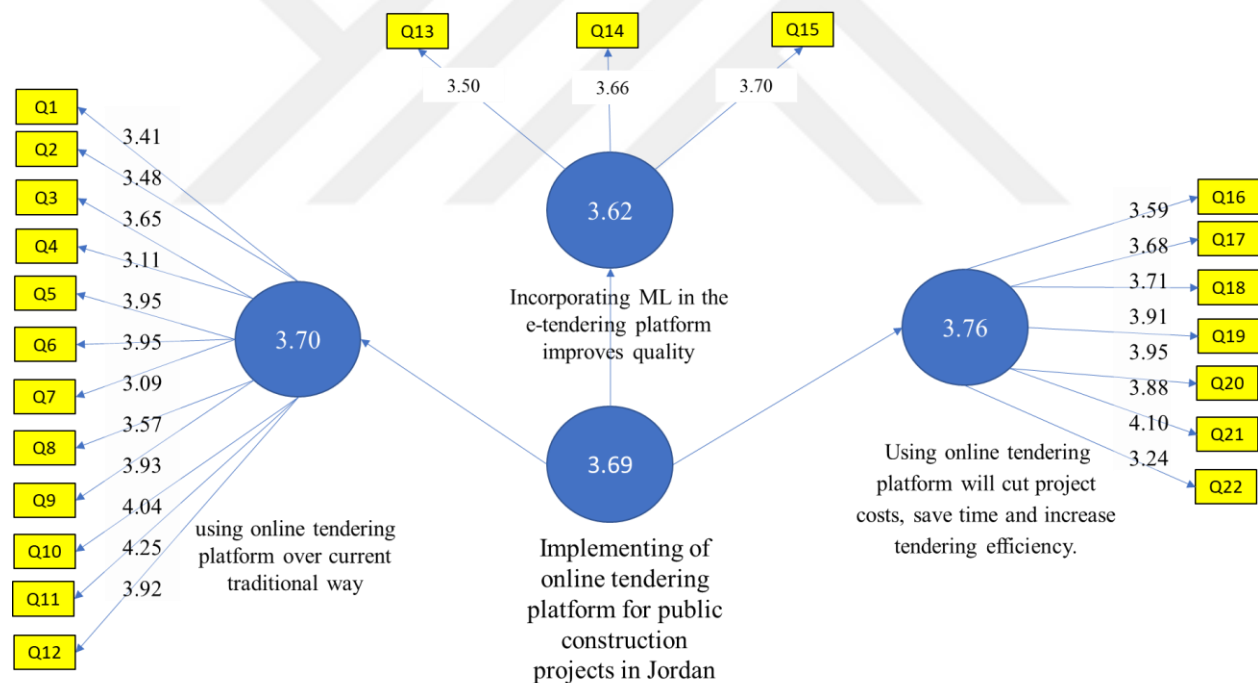 Q13
Q14
Q15
3.50
3.66
3.70
Q1
Q2
Q3
Q4
Q5
Q6
Q7
Q8
Q9
Q10
Q11
Q12
3.41
3.48
3.65
3.11
3.95
3.95
3.09
3.57
3.93
4.04
4.25
3.92
3.70
using online tendering
platform over current
traditional way
3.62
Incorporating ML in the
e-tendering platform
improves quality
3.69
Implementing of
online tendering
platform for public
construction
projects in Jordan
3.76
Using online tendering
platform will cut project
costs, save time and increase
tendering efficiency.
3.59
3.68
3.71
3.91
3.95
3.88
4.10
3.24
Q16
Q17
Q18
Q19
Q20
Q21
Q22